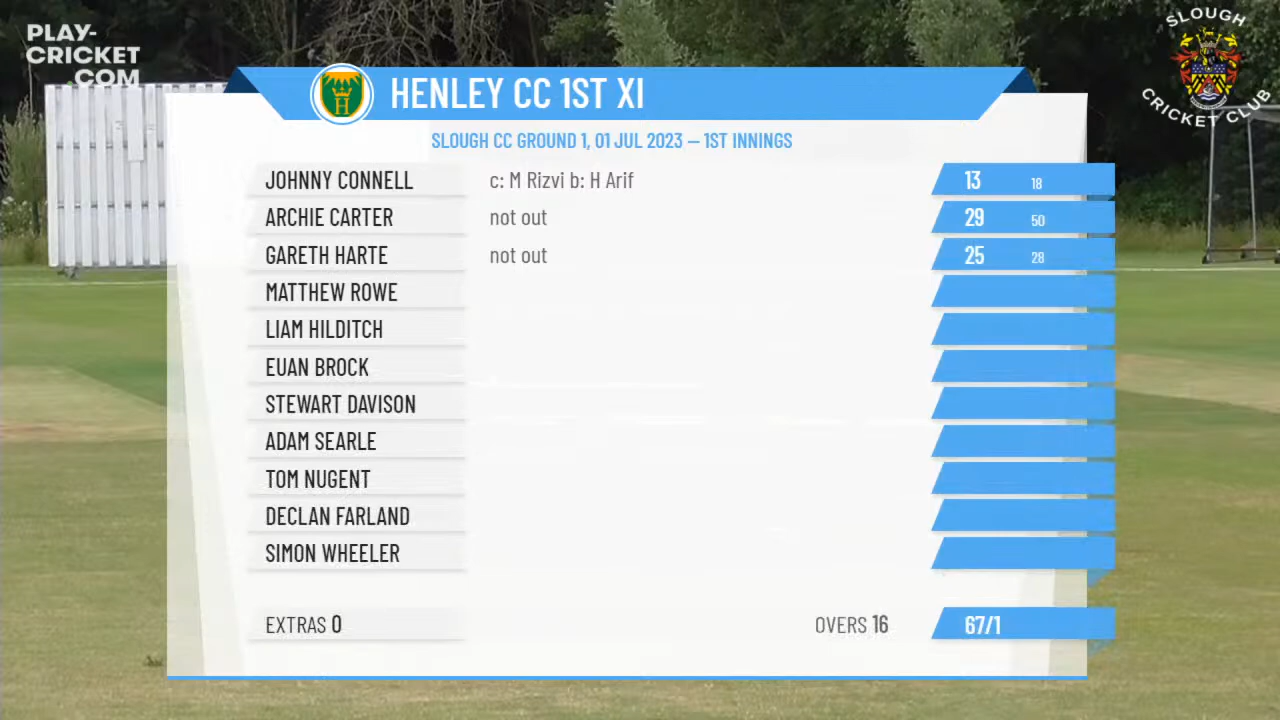 PLAY-
CRICKET
.COM
SLOUGH
CRICKET CLUB
H
HENLEY CC 1ST XI
SLOUGH CC GROUND 1, 01 JUL 2023 – 1ST INNINGS
JOHNNY CONNELL c: M Rizvi b: H Arif 13 18
ARCHIE CARTER not out 29 50
GARETH HARTE not out 25 28
MATTHEW ROWE
LIAM HILDITCH
EUAN BROCK
STEWART DAVISON
ADAM SEARLE
TOM NUGENT
DECLAN FARLAND
SIMON WHEELER
EXTRAS 0 OVERS 16 67/1